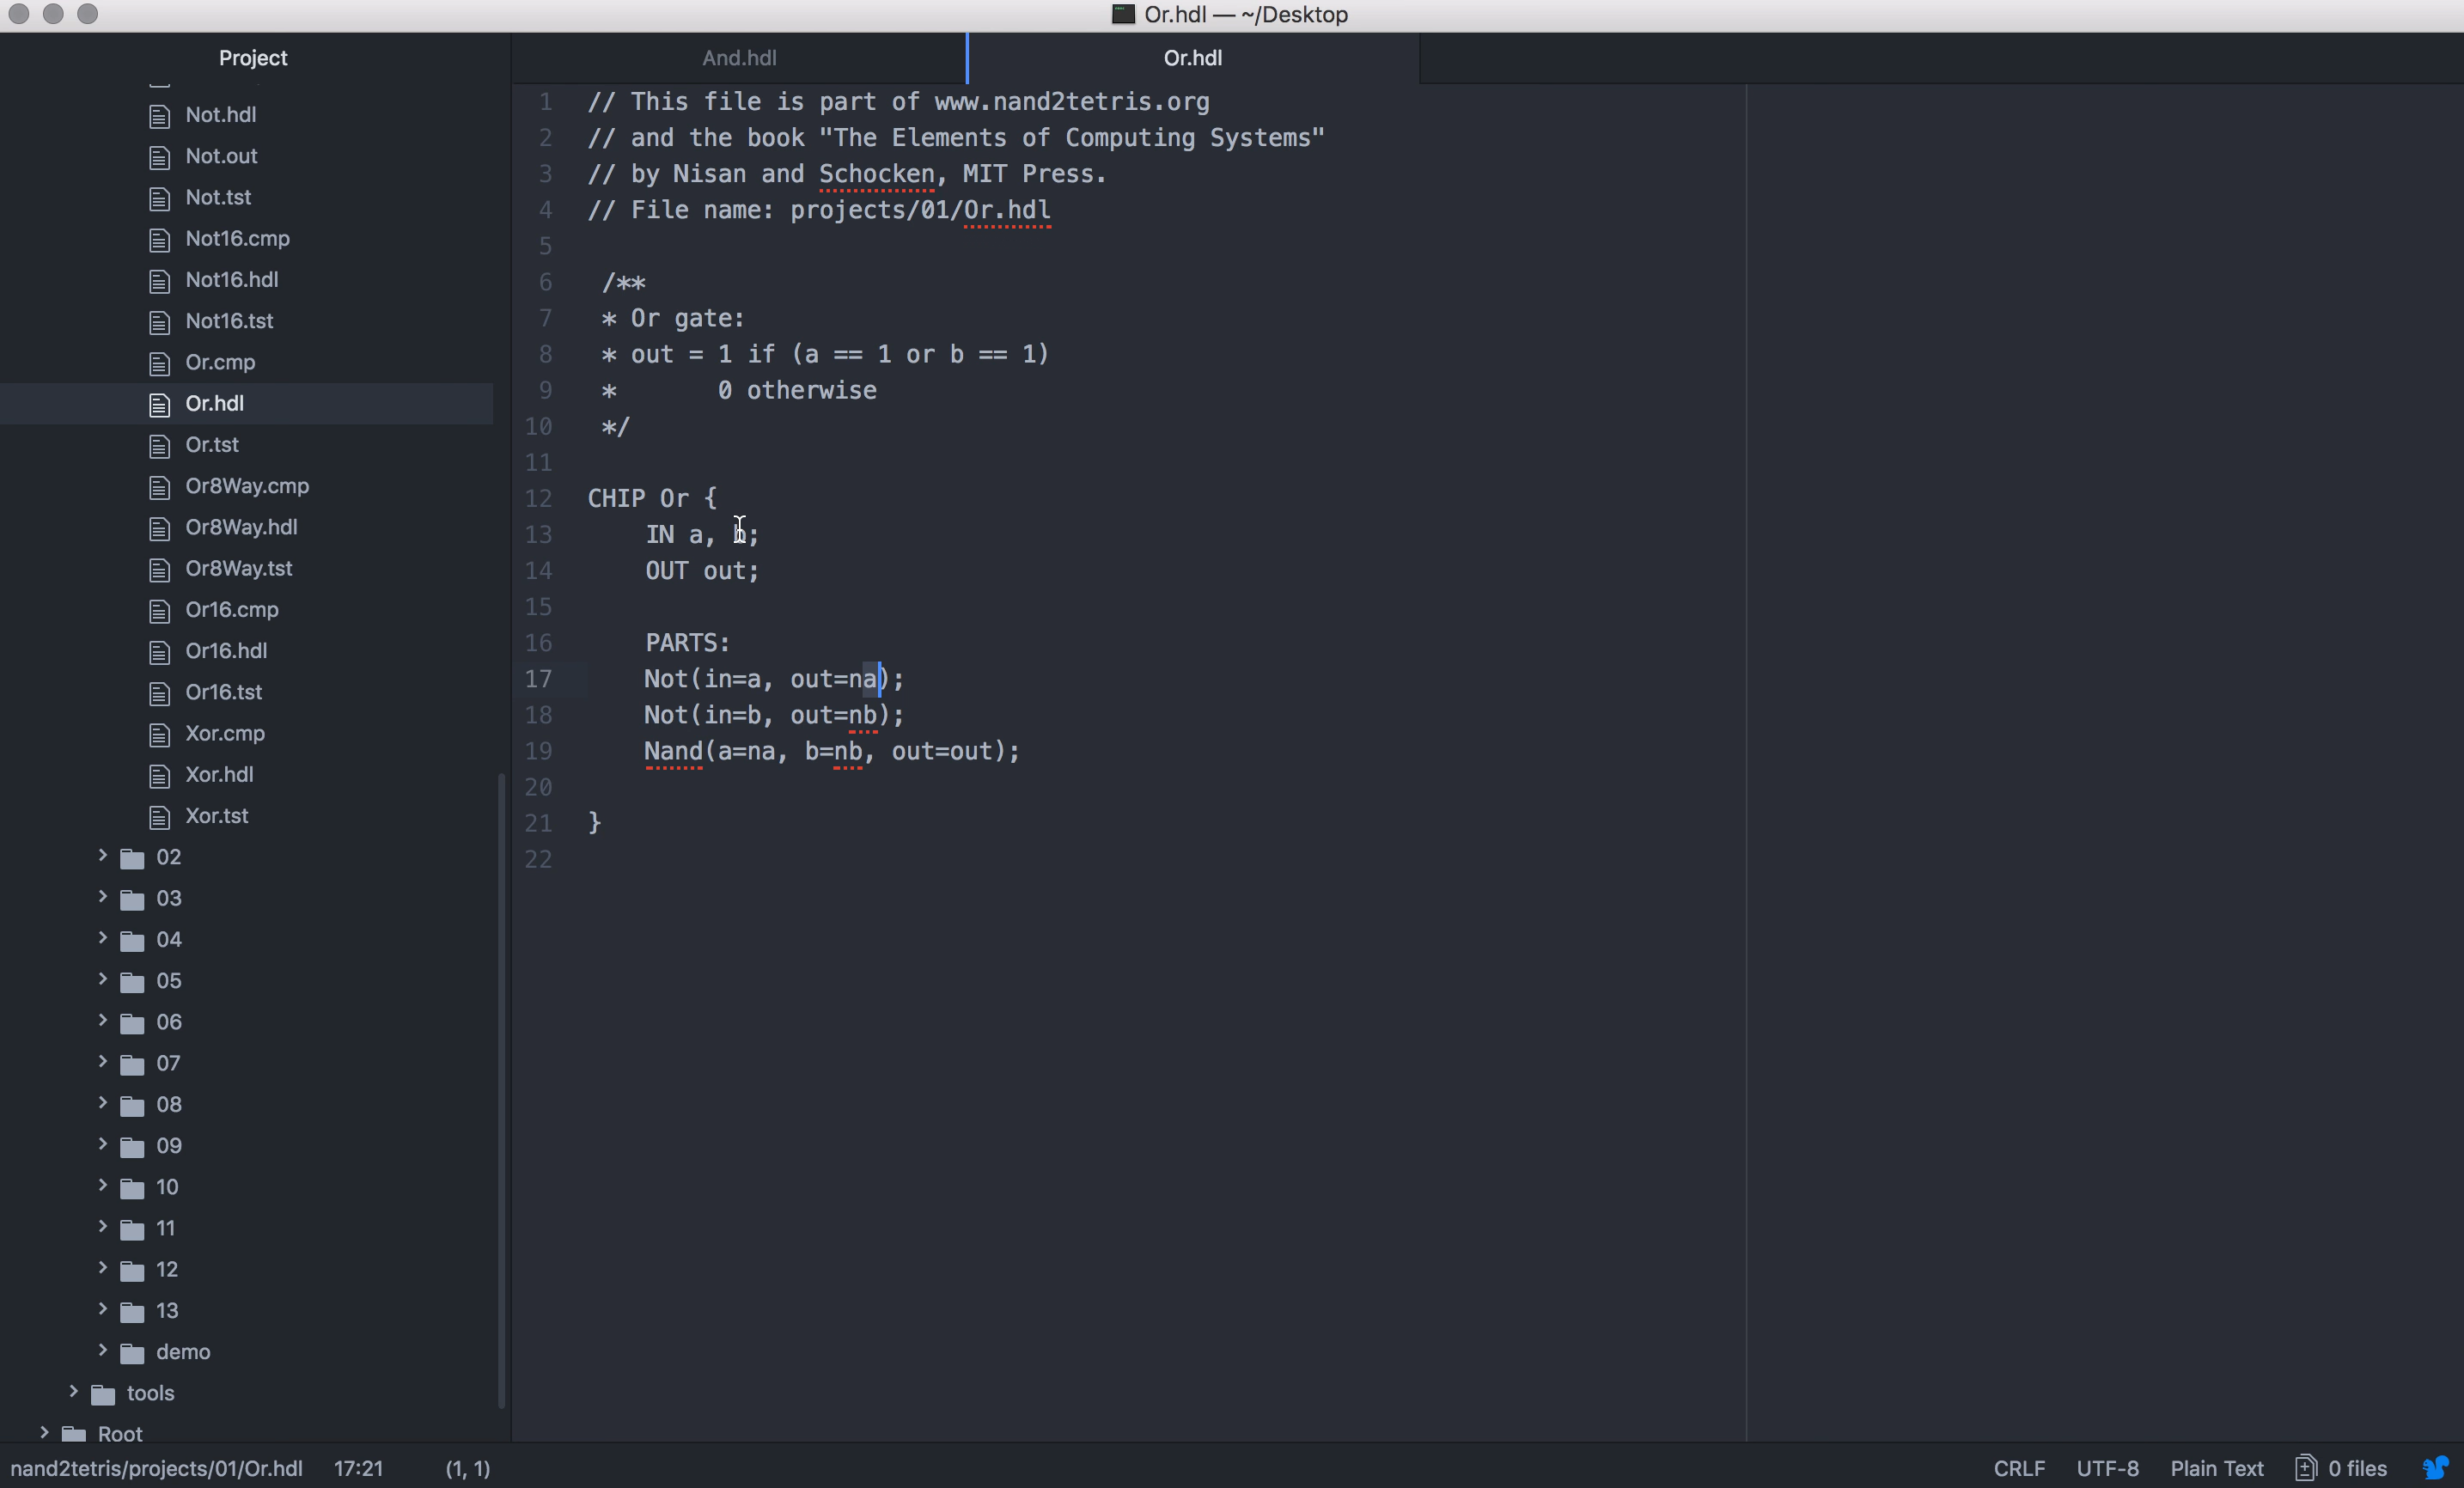 Or.hdl — ~/Desktop
Project
And.hdl
Or.hdl
Not.hdl
Not.out
Not.tst
Not16.cmp
Not16.hdl
Not16.tst
Or.cmp
Or.hdl
Or.tst
Or8Way.cmp
Or8Way.hdl
Or8Way.tst
Or16.cmp
Or16.hdl
Or16.tst
Xor.cmp
Xor.hdl
Xor.tst
02
03
04
05
06
07
08
09
10
11
12
13
demo
tools
Root
1 // This file is part of www.nand2tetris.org
2 // and the book "The Elements of Computing Systems"
3 // by Nisan and Schocken, MIT Press.
4 // File name: projects/01/Or.hdl
5
6 /**
7 * Or gate:
8 * out = 1 if (a == 1 or b == 1)
9 * 0 otherwise
10 */
11
12 CHIP Or {
13 IN a, b;
14 OUT out;
15
16 PARTS:
17 Not(in=a, out=na);
18 Not(in=b, out=nb);
19 Nand(a=na, b=nb, out=out);
20
21 }
22
nand2tetris/projects/01/Or.hdl 17:21 (1, 1) CRLF UTF-8 Plain Text 0 files